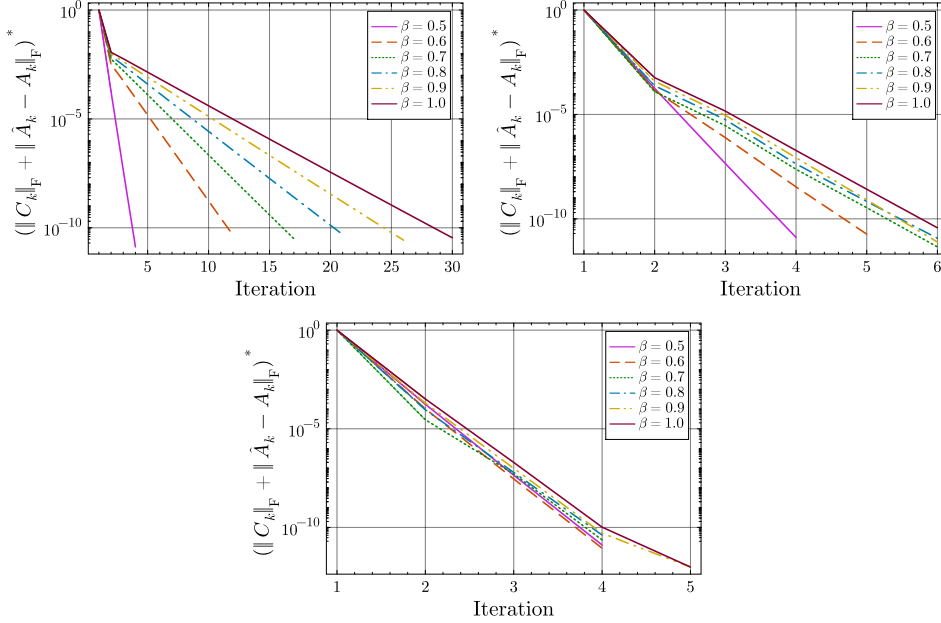 (‖ C_k‖_F + ‖ Â_k − A_k‖_F)^*
10^0
10^{−5}
10^{−10}
5
10
15
20
25
30
Iteration
β = 0.5
β = 0.6
β = 0.7
β = 0.8
β = 0.9
β = 1.0
(‖ C_k‖_F + ‖ Â_k − A_k‖_F)^*
10^0
10^{−5}
10^{−10}
1
2
3
4
5
6
Iteration
β = 0.5
β = 0.6
β = 0.7
β = 0.8
β = 0.9
β = 1.0
(‖ C_k‖_F + ‖ Â_k − A_k‖_F)^*
10^0
10^{−5}
10^{−10}
1
2
3
4
5
Iteration
β = 0.5
β = 0.6
β = 0.7
β = 0.8
β = 0.9
β = 1.0